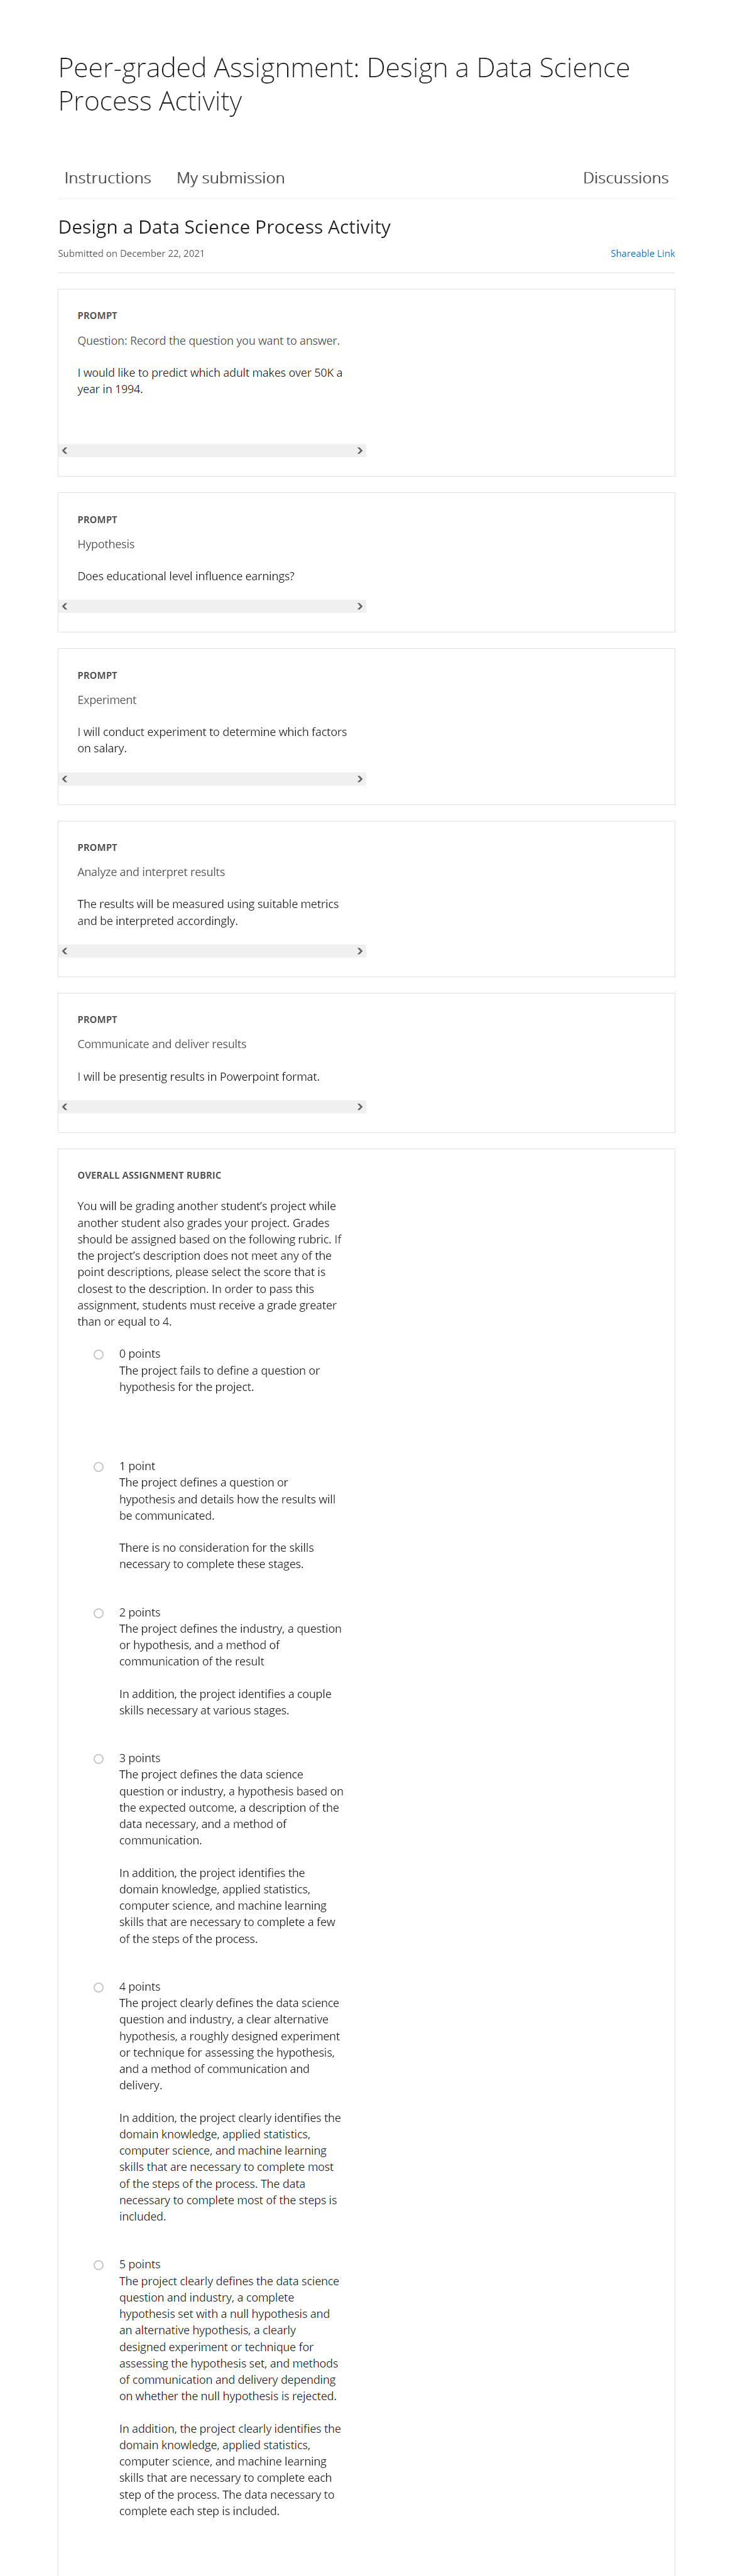 Peer-graded Assignment: Design a Data Science
Process Activity
Instructions My submission Discussions
Design a Data Science Process Activity
Submitted on December 22, 2021 Shareable Link
PROMPT
Question: Record the question you want to answer.
I would like to predict which adult makes over 50K a
year in 1994.
PROMPT
Hypothesis
Does educational level influence earnings?
PROMPT
Experiment
I will conduct experiment to determine which factors
on salary.
PROMPT
Analyze and interpret results
The results will be measured using suitable metrics
and be interpreted accordingly.
PROMPT
Communicate and deliver results
I will be presentig results in Powerpoint format.
OVERALL ASSIGNMENT RUBRIC
You will be grading another student's project while
another student also grades your project. Grades
should be assigned based on the following rubric. If
the project's description does not meet any of the
point descriptions, please select the score that is
closest to the description. In order to pass this
assignment, students must receive a grade greater
than or equal to 4.
0 points
The project fails to define a question or
hypothesis for the project.
1 point
The project defines a question or
hypothesis and details how the results will
be communicated.
There is no consideration for the skills
necessary to complete these stages.
2 points
The project defines the industry, a question
or hypothesis, and a method of
communication of the result
In addition, the project identifies a couple
skills necessary at various stages.
3 points
The project defines the data science
question or industry, a hypothesis based on
the expected outcome, a description of the
data necessary, and a method of
communication.
In addition, the project identifies the
domain knowledge, applied statistics,
computer science, and machine learning
skills that are necessary to complete a few
of the steps of the process.
4 points
The project clearly defines the data science
question and industry, a clear alternative
hypothesis, a roughly designed experiment
or technique for assessing the hypothesis,
and a method of communication and
delivery.
In addition, the project clearly identifies the
domain knowledge, applied statistics,
computer science, and machine learning
skills that are necessary to complete most
of the steps of the process. The data
necessary to complete most of the steps is
included.
5 points
The project clearly defines the data science
question and industry, a complete
hypothesis set with a null hypothesis and
an alternative hypothesis, a clearly
designed experiment or technique for
assessing the hypothesis set, and methods
of communication and delivery depending
on whether the null hypothesis is rejected.
In addition, the project clearly identifies the
domain knowledge, applied statistics,
computer science, and machine learning
skills that are necessary to complete each
step of the process. The data necessary to
complete each step is included.